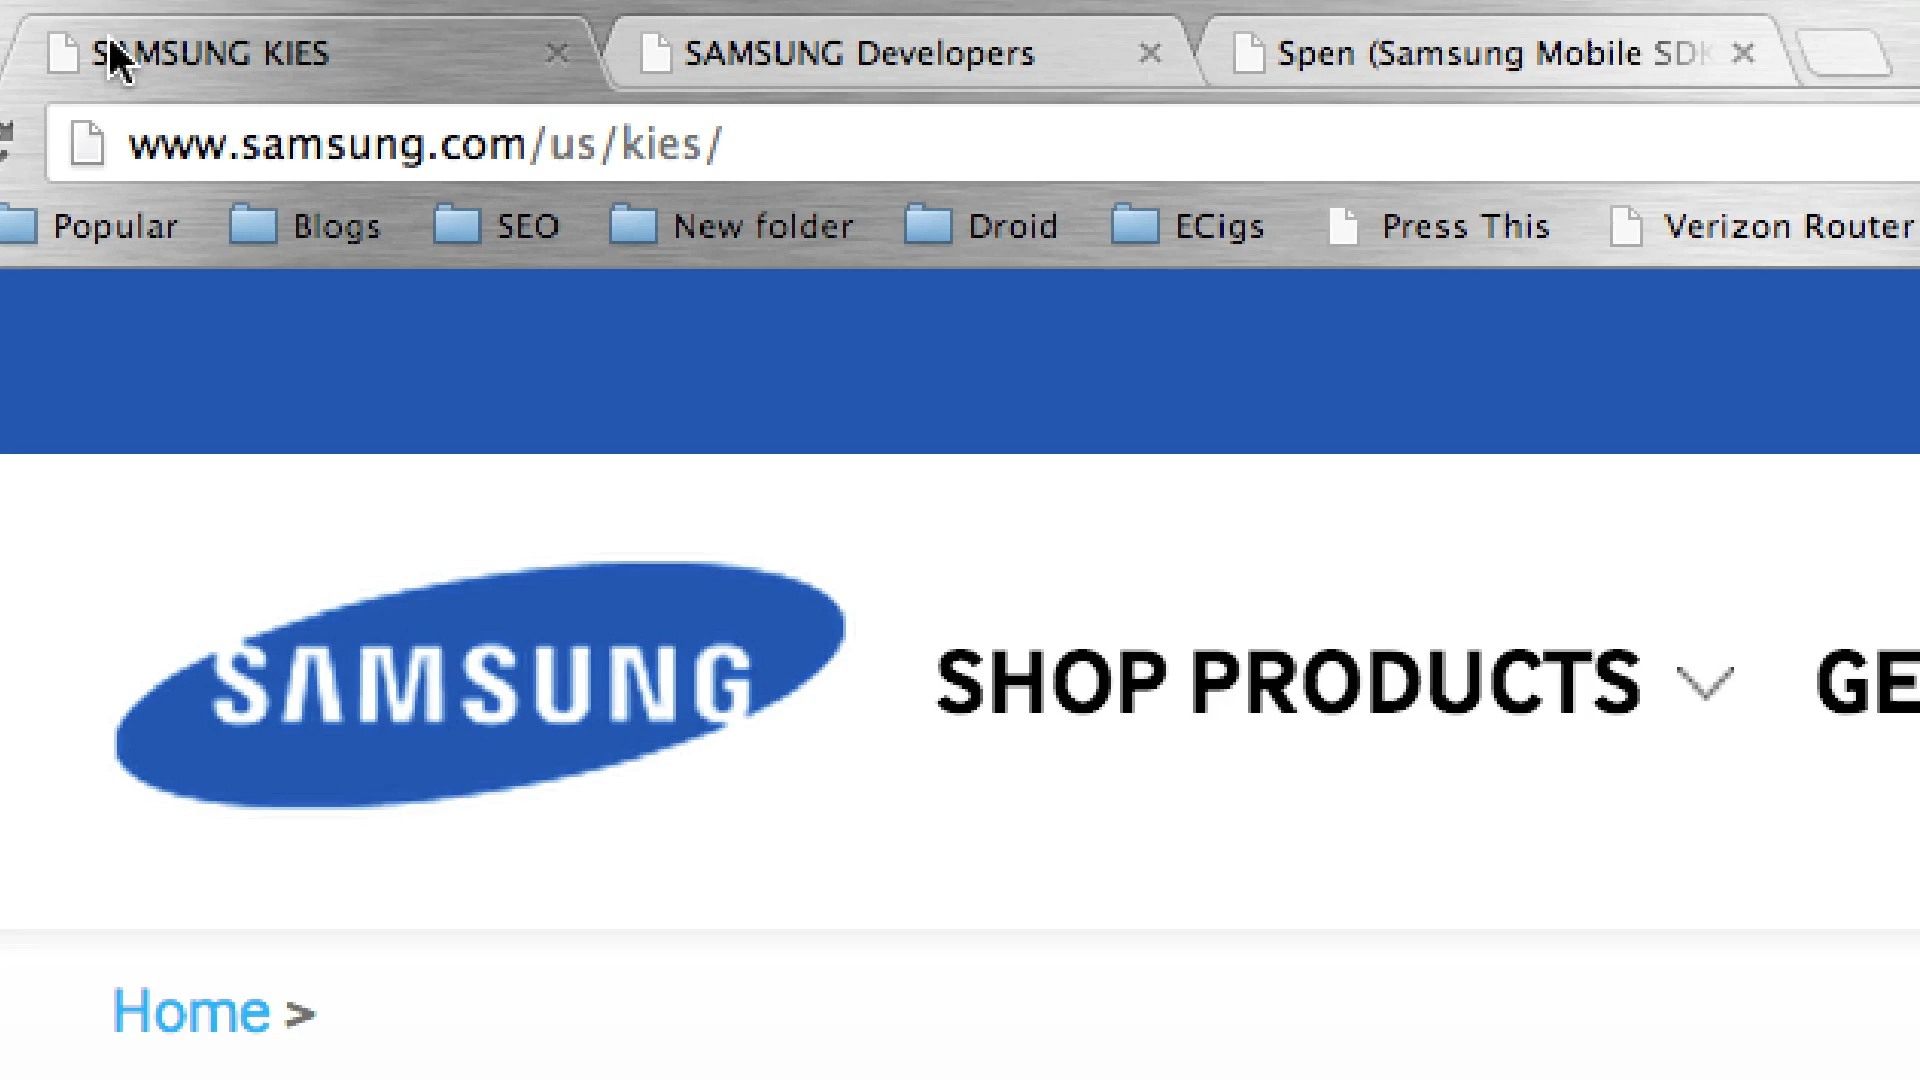 SAMSUNG KIES SAMSUNG Developers Spen (Samsung Mobile SDK
www.samsung.com/us/kies/
Popular Blogs SEO New folder Droid ECigs Press This Verizon Router
SAMSUNG SHOP PRODUCTS GE
Home >